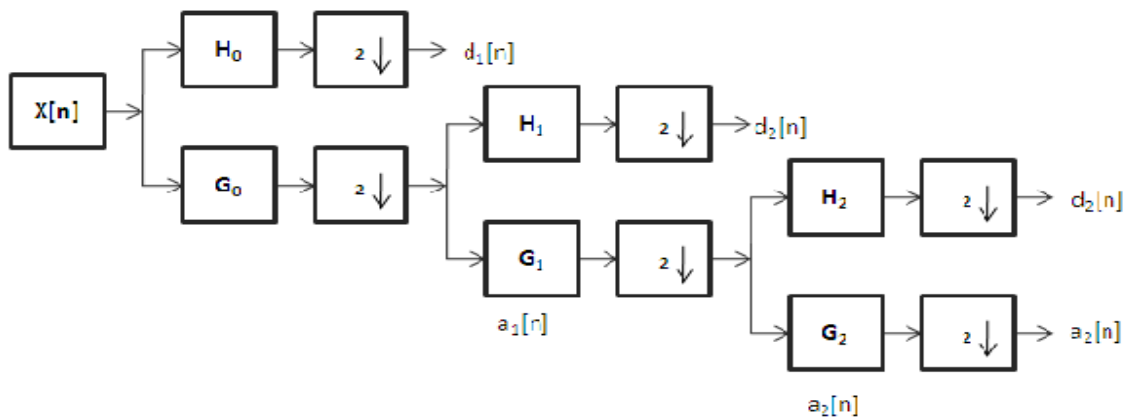 X[n]
H₀
2↓
d₁[n]
G₀
2↓
H₁
2↓
d₂[n]
G₁
2↓
a₁[n]
H₂
2↓
d₂[n]
G₂
2↓
a₂[n]
a₂[n]